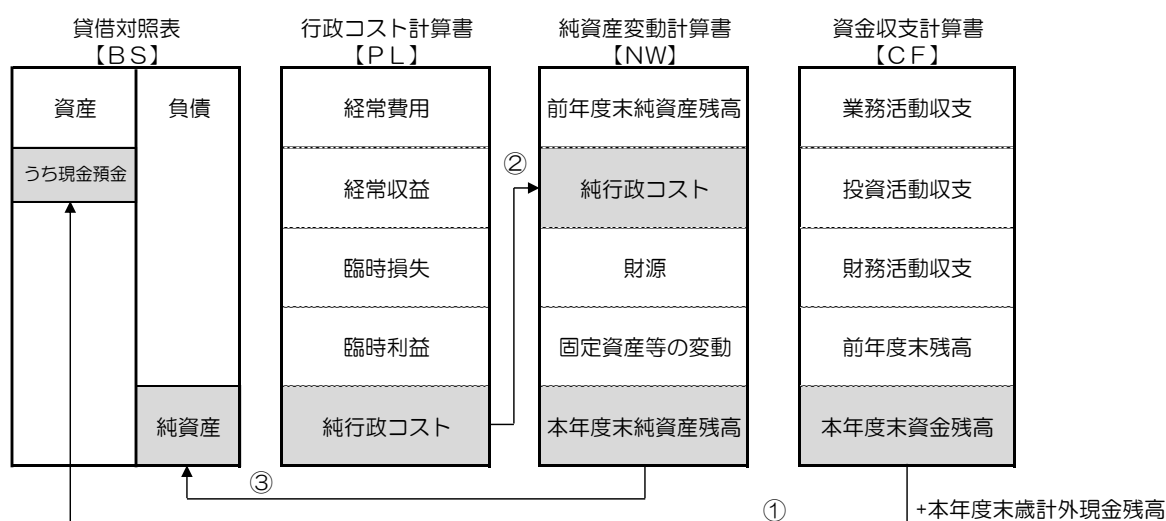 貸借対照表
【ＢＳ】
資産
負債
うち現金預金
純資産
行政コスト計算書
【ＰＬ】
経常費用
経常収益
臨時損失
臨時利益
純行政コスト
②
純資産変動計算書
【NW】
前年度末純資産残高
純行政コスト
財源
固定資産等の変動
本年度末純資産残高
資金収支計算書
【ＣＦ】
業務活動収支
投資活動収支
財務活動収支
前年度末残高
本年度末資金残高
③
①
+本年度末歳計外現金残高